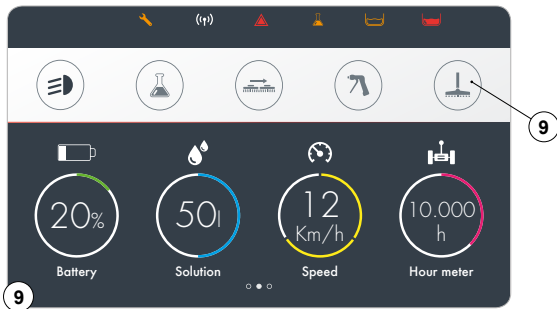 9
20%
50l
12
Km/h
10.000
h
Battery
Solution
Speed
Hour meter
9